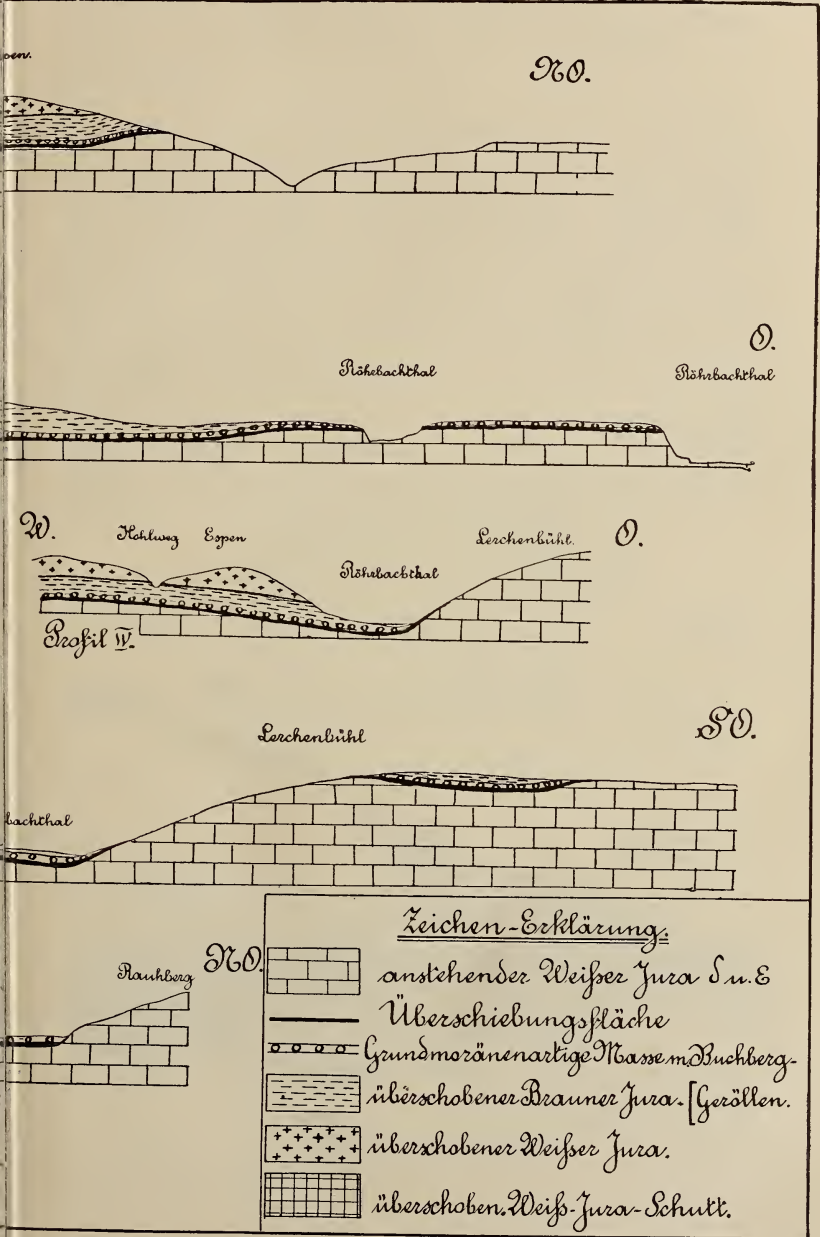 pen.
NO.
O.
Röhrbachthal Röhrbachthal
W. Hohlweg Espen Lerchenbühl. O.
Röhrbachthal
Profil IV.
Lerchenbühl SO.
bachthal
Rauhberg NO.
Zeichen-Erklärung.
anstehender Weißer Jura δ u. ε
Überschiebungsfläche
Grundmoränenartige Masse m. Buchberg-
überschobener Brauner Jura. [Geröllen.
überschobener Weißer Jura.
überschoben. Weiß-Jura-Schutt.